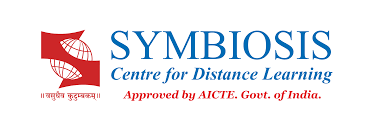 SYMBIOSIS
Centre for Distance Learning
Approved by AICTE. Govt. of India.
॥वसुधैव कुटुम्बकम्॥